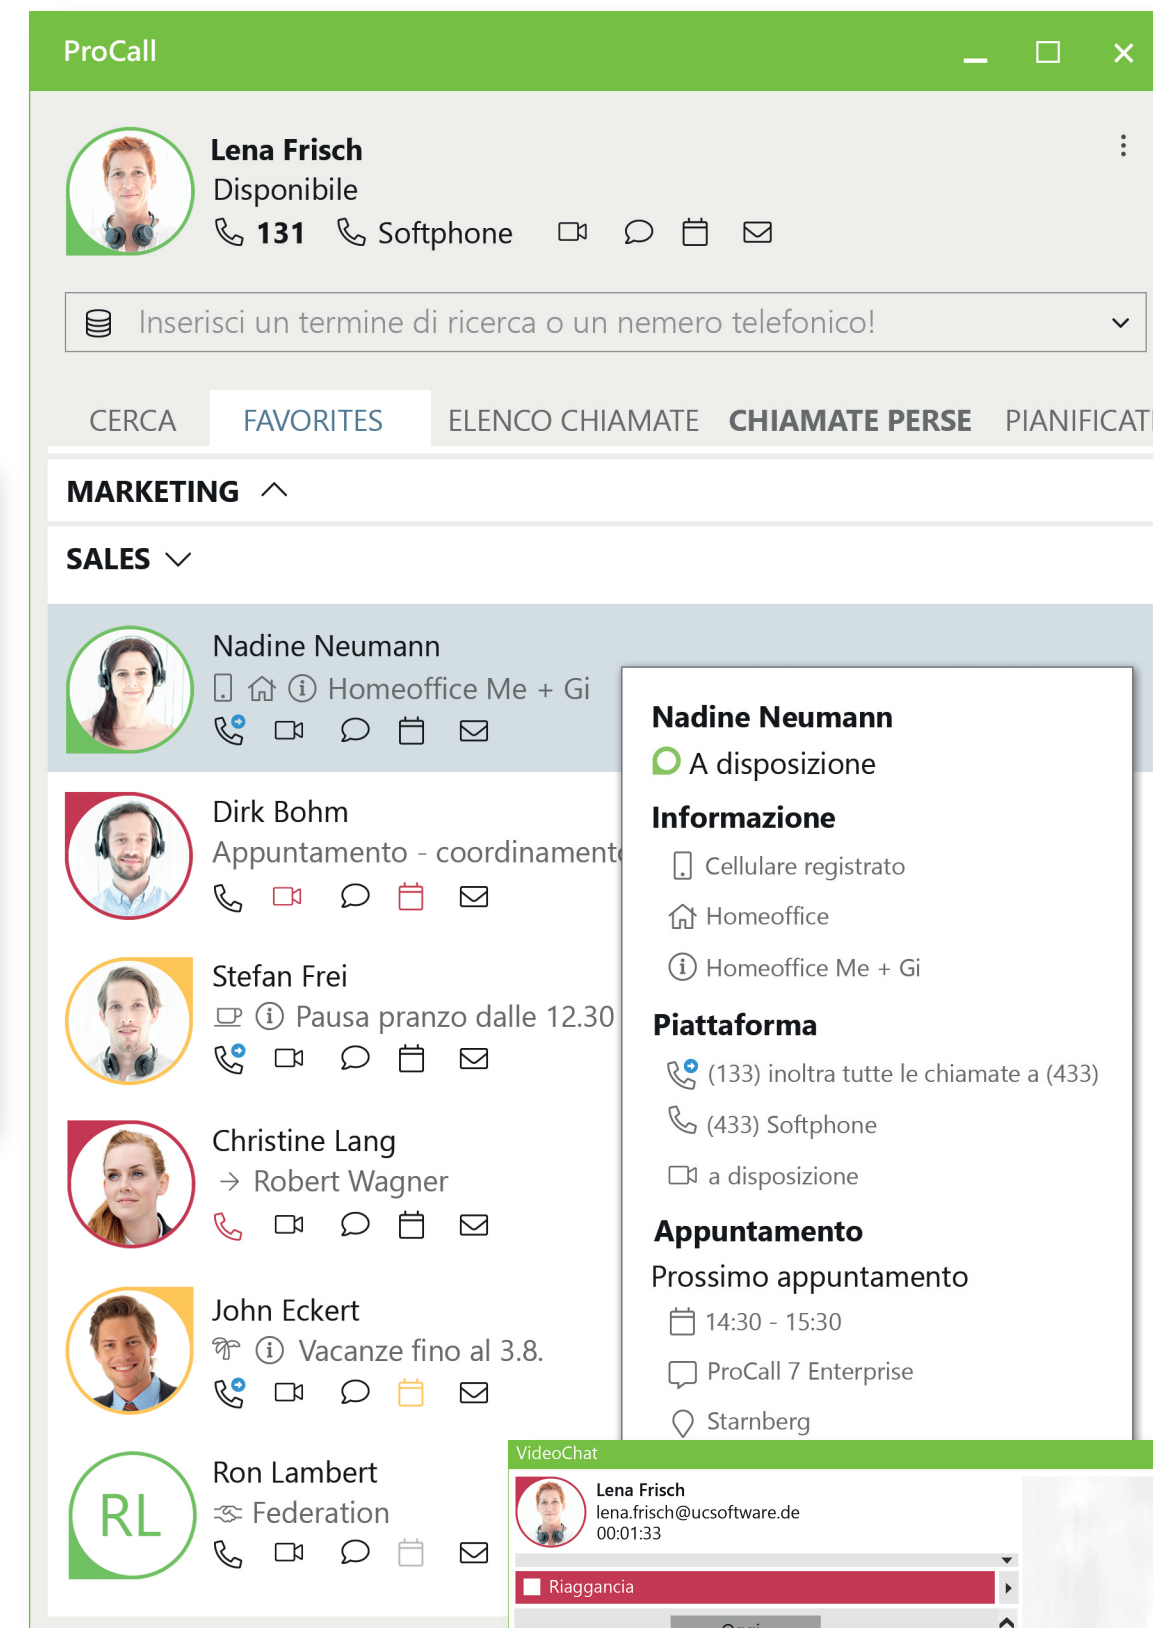 ProCall
Lena Frisch
Disponibile
131 Softphone
Inserisci un termine di ricerca o un nemero telefonico!
CERCA FAVORITES ELENCO CHIAMATE CHIAMATE PERSE PIANIFICATI
MARKETING
SALES
Nadine Neumann
Homeoffice Me + Gi
Dirk Bohm
Appuntamento - coordinamento
Stefan Frei
Pausa pranzo dalle 12.30
Christine Lang
→ Robert Wagner
John Eckert
Vacanze fino al 3.8.
RL
Ron Lambert
Federation
Nadine Neumann
A disposizione
Informazione
Cellulare registrato
Homeoffice
Homeoffice Me + Gi
Piattaforma
(133) inoltra tutte le chiamate a (433)
(433) Softphone
a disposizione
Appuntamento
Prossimo appuntamento
14:30 - 15:30
ProCall 7 Enterprise
Starnberg
VideoChat
Lena Frisch
lena.frisch@ucsoftware.de
00:01:33
Riaggancia